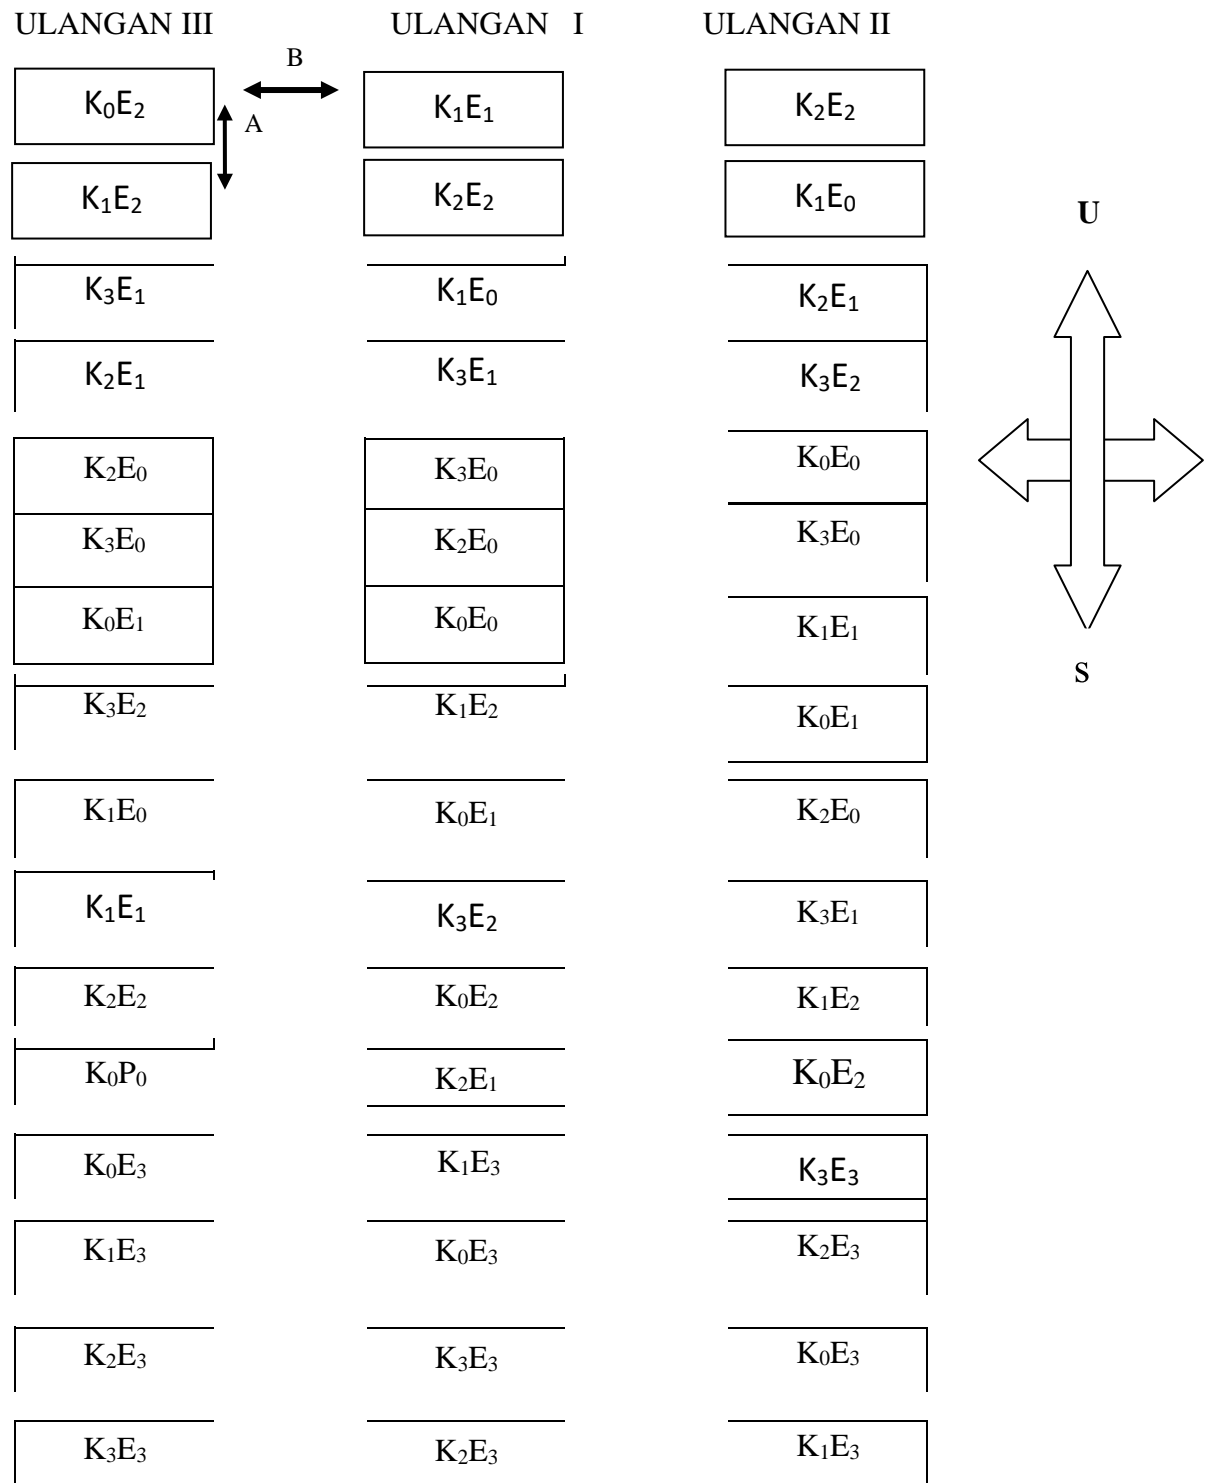 ULANGAN III ULANGAN I ULANGAN II
B
K₀E₂ A K₁E₁ K₂E₂
K₁E₂ K₂E₂ K₁E₀
U
K₃E₁ K₁E₀ K₂E₁
K₂E₁ K₃E₁ K₃E₂
K₂E₀ K₃E₀ K₀E₀
K₃E₀ K₂E₀ K₃E₀
K₀E₁ K₀E₀ K₁E₁
S
K₃E₂ K₁E₂ K₀E₁
K₁E₀ K₀E₁ K₂E₀
K₁E₁ K₃E₂ K₃E₁
K₂E₂ K₀E₂ K₁E₂
K₀P₀ K₂E₁ K₀E₂
K₀E₃ K₁E₃ K₃E₃
K₁E₃ K₀E₃ K₂E₃
K₂E₃ K₃E₃ K₀E₃
K₃E₃ K₂E₃ K₁E₃